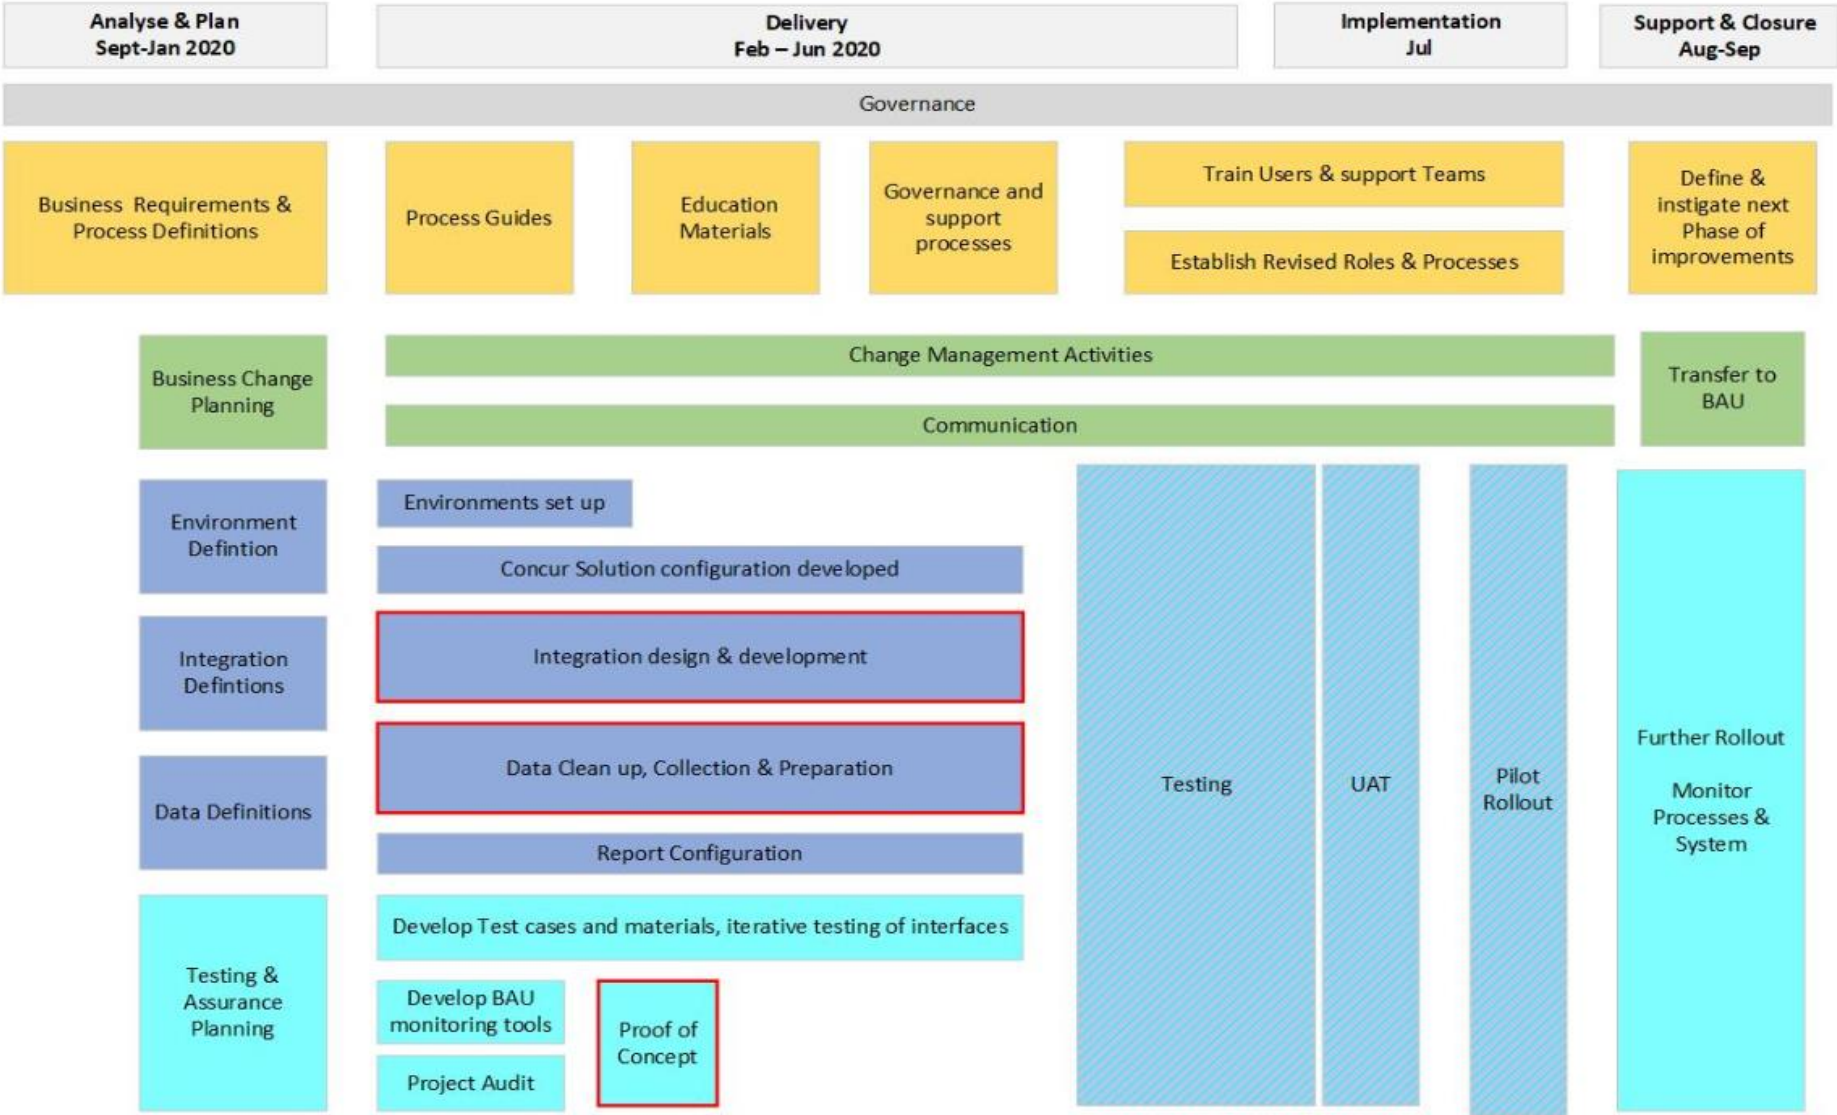 Analyse & Plan
Sept-Jan 2020
Delivery
Feb – Jun 2020
Implementation
Jul
Support & Closure
Aug-Sep
Governance
Business Requirements &
Process Definitions
Process Guides
Education
Materials
Governance and
support
processes
Train Users & support Teams
Establish Revised Roles & Processes
Define &
instigate next
Phase of
improvements
Business Change
Planning
Change Management Activities
Communication
Transfer to
BAU
Environment
Defintion
Environments set up
Concur Solution configuration developed
Integration
Defintions
Integration design & development
Data Definitions
Data Clean up, Collection & Preparation
Report Configuration
Testing &
Assurance
Planning
Develop Test cases and materials, iterative testing of interfaces
Develop BAU
monitoring tools
Project Audit
Proof of
Concept
Testing
UAT
Pilot
Rollout
Further Rollout
Monitor
Processes &
System